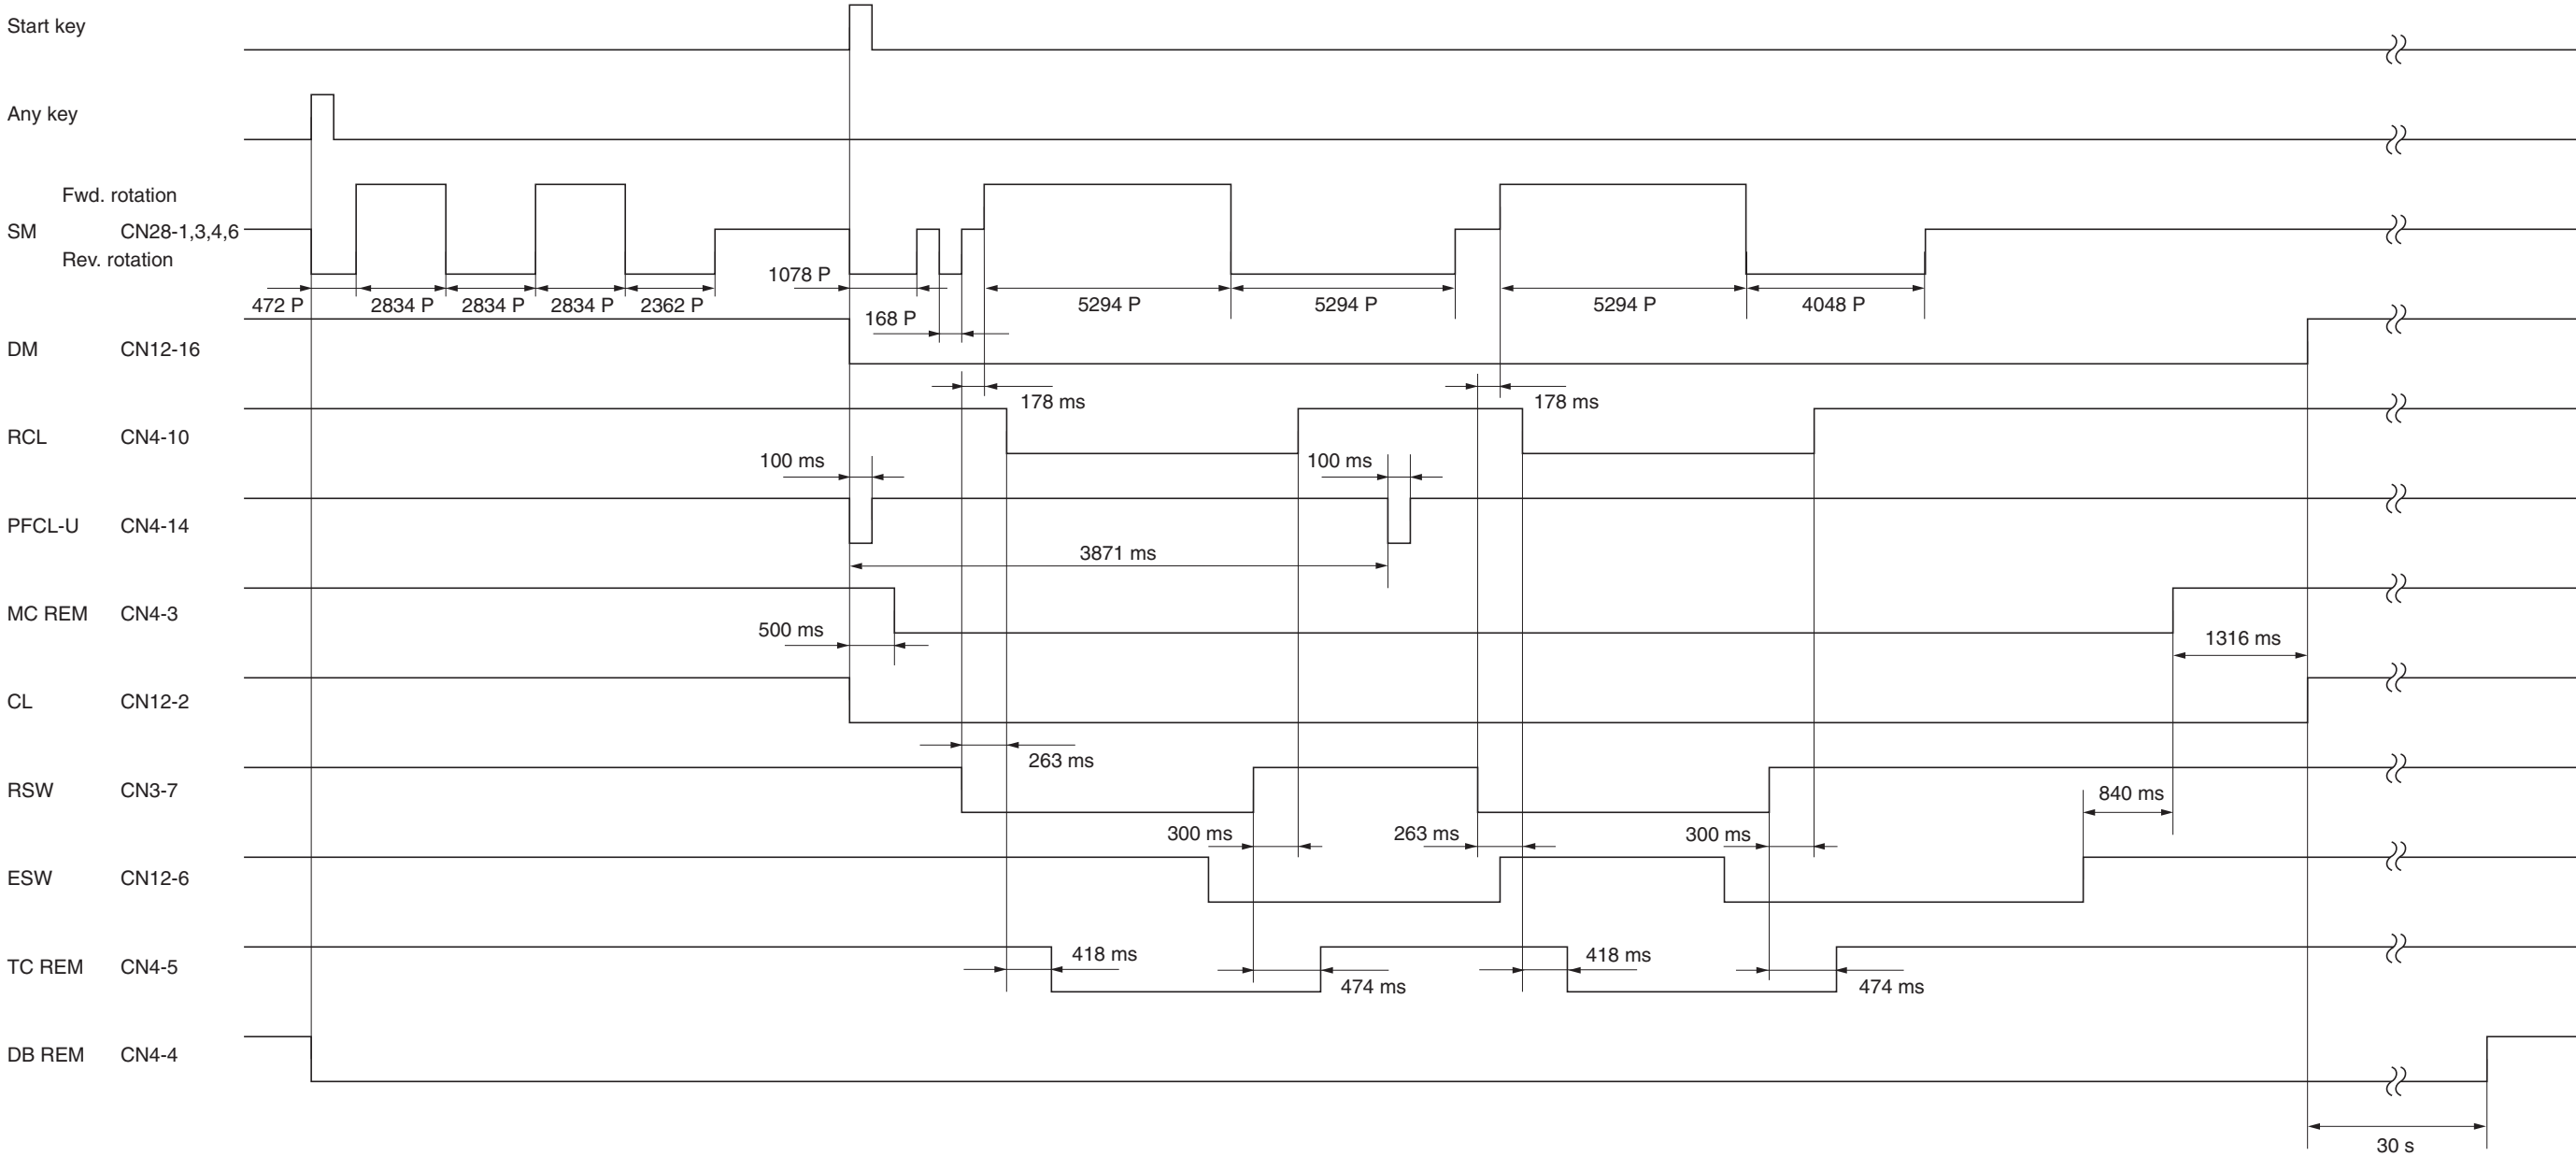 Start key
Any key
Fwd. rotation
SM CN28-1,3,4,6
Rev. rotation
1078 P
472 P 2834 P 2834 P 2834 P 2362 P 5294 P 5294 P 5294 P 4048 P
168 P
DM CN12-16
178 ms 178 ms
RCL CN4-10
100 ms 100 ms
PFCL-U CN4-14
3871 ms
MC REM CN4-3
500 ms 1316 ms
CL CN12-2
263 ms
RSW CN3-7 840 ms
300 ms 263 ms 300 ms
ESW CN12-6
418 ms 418 ms
TC REM CN4-5
474 ms 474 ms
DB REM CN4-4
30 s